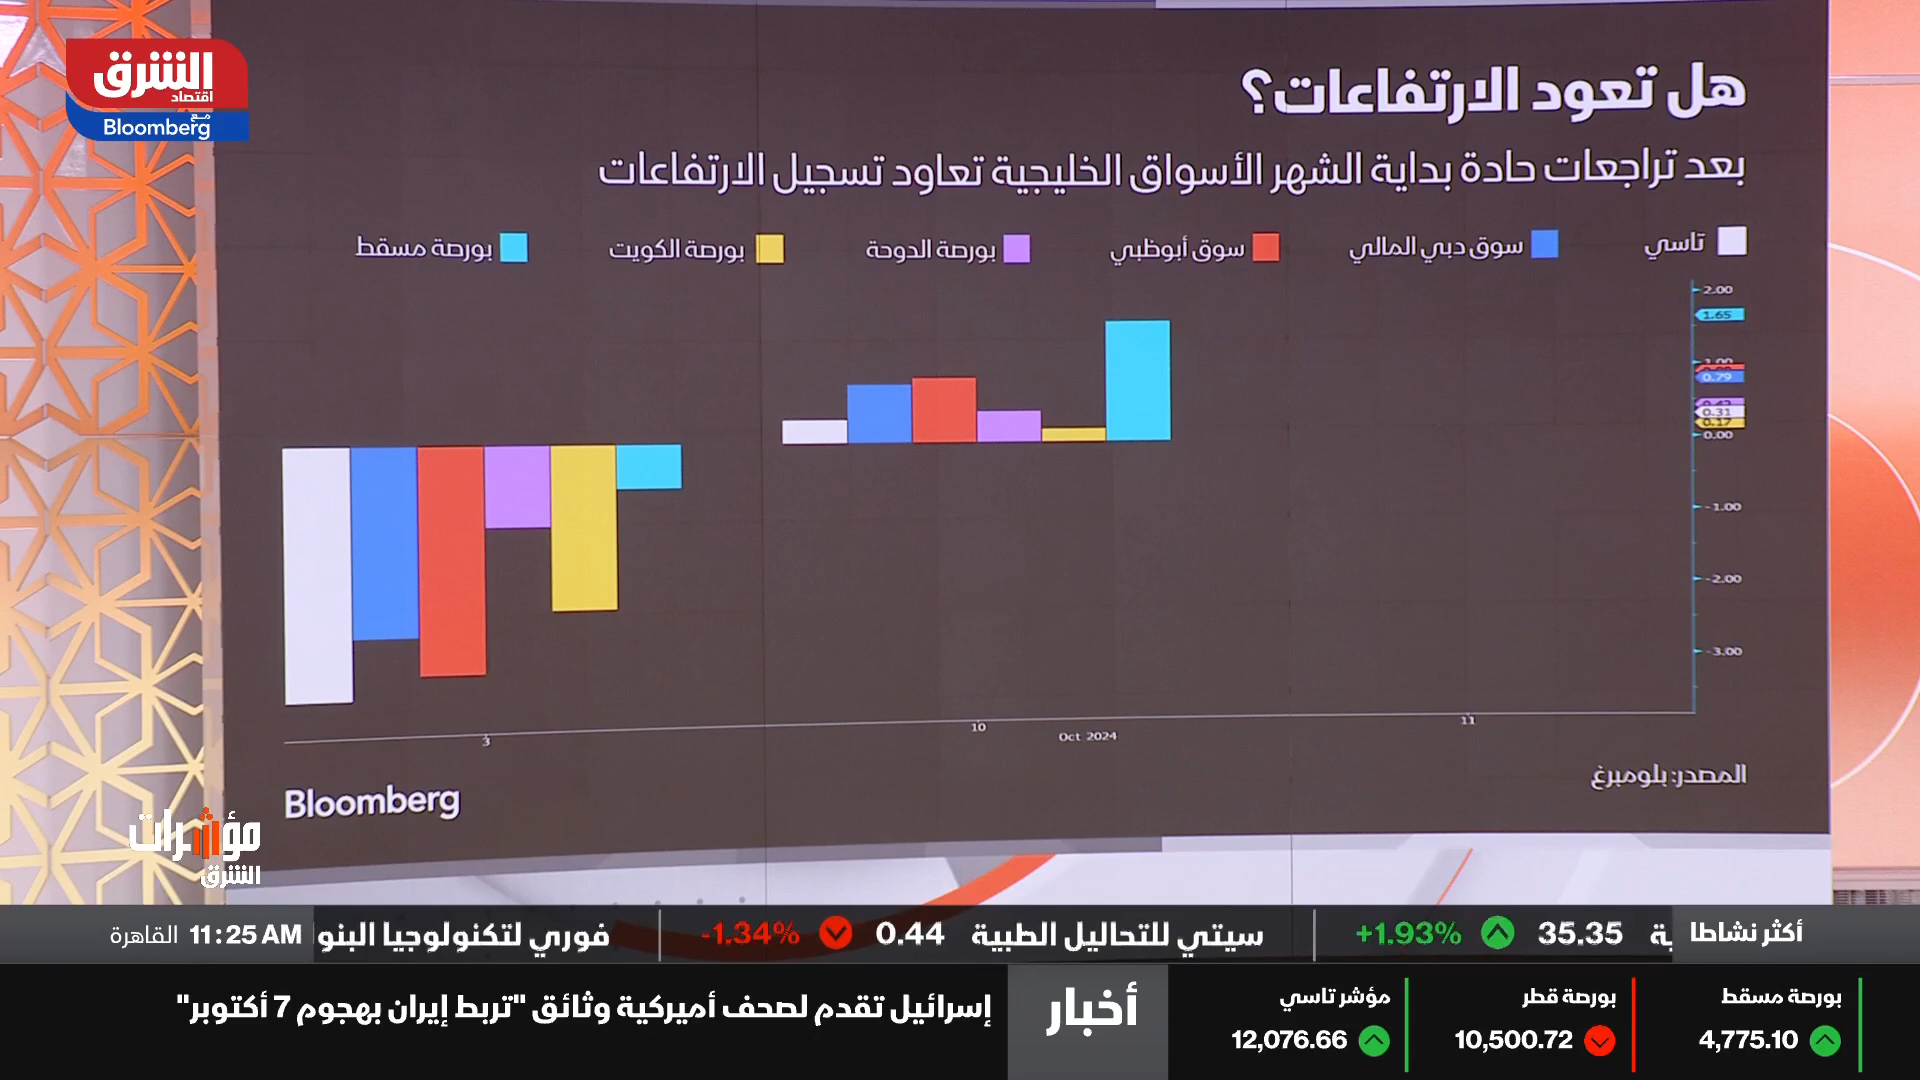 الشرق
اقتصاد
مع
Bloomberg
هل تعود الارتفاعات؟
بعد تراجعات حادة بداية الشهر الأسواق الخليجية تعاود تسجيل الارتفاعات
تاسي
سوق دبي المالي
سوق أبوظبي
بورصة الدوحة
بورصة الكويت
بورصة مسقط
2.00
1.65
1.00
0.79
0.31
0.17
0.00
-1.00
-2.00
-3.00
3
10
11
Oct 2024
المصدر: بلومبرغ
Bloomberg
مؤشرات
الشرق
أكثر نشاطا
ية 35.35 +1.93%
سيتي للتحاليل الطبية 0.44 -1.34%
فوري لتكنولوجيا البنو
11:25 AM القاهرة
بورصة مسقط
4,775.10
بورصة قطر
10,500.72
مؤشر تاسي
12,076.66
أخبار
إسرائيل تقدم لصحف أميركية وثائق "تربط إيران بهجوم 7 أكتوبر"